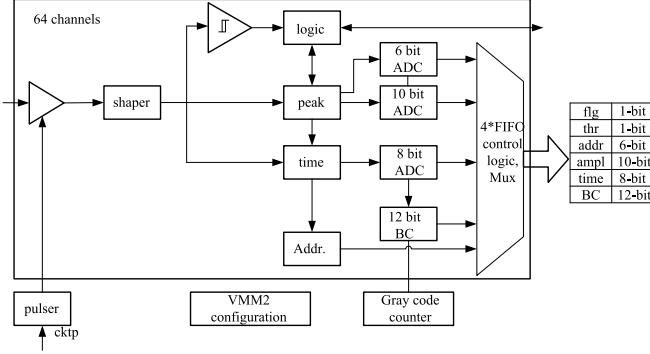 64 channels
logic
6 bit
ADC
shaper
peak
10 bit
ADC
4*FIFO
control
logic,
Mux
flg 1-bit
thr 1-bit
addr 6-bit
ampl 10-bit
time 8-bit
BC 12-bit
time
8 bit
ADC
12 bit
BC
Addr.
pulser
cktp
VMM2
configuration
Gray code
counter